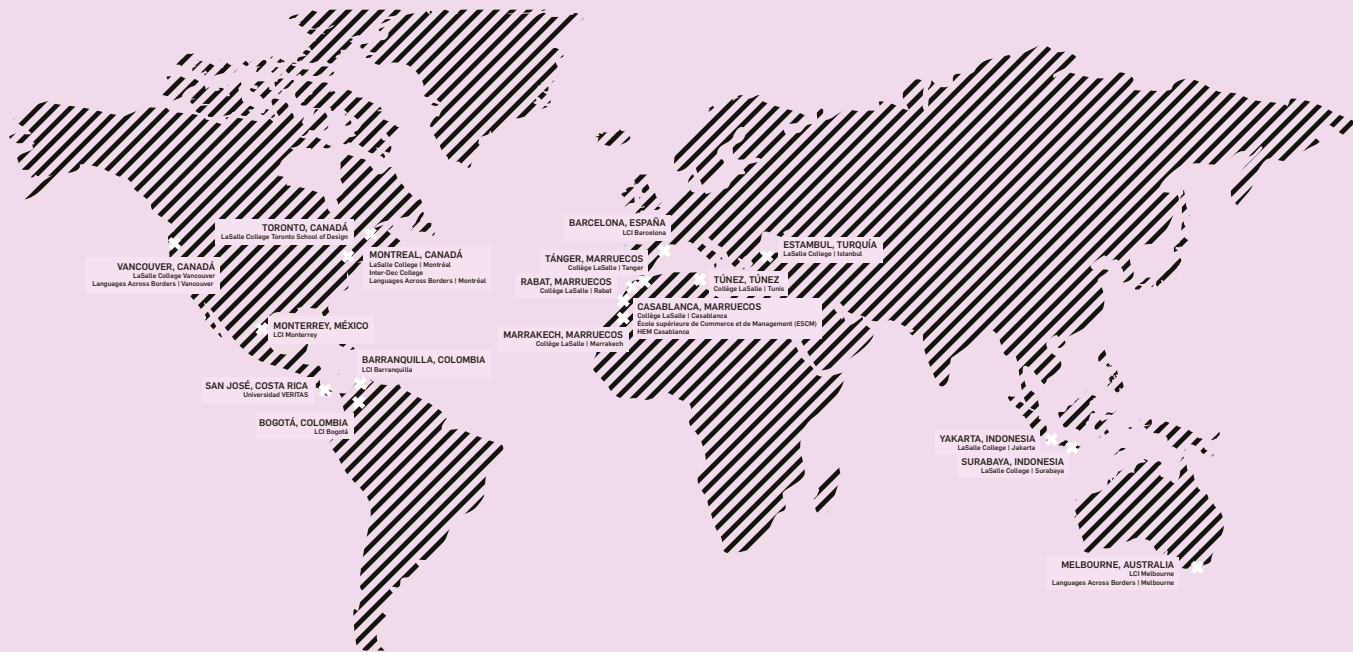 TORONTO, CANADÁ
LaSalle College Toronto School of Design
MONTREAL, CANADÁ
LaSalle College | Montréal
Inter-Dec College
Languages Across Borders | Montréal
VANCOUVER, CANADÁ
LaSalle College Vancouver
Languages Across Borders | Vancouver
MONTERREY, MÉXICO
LCI Monterrey
BARRANQUILLA, COLOMBIA
LCI Barranquilla
SAN JOSÉ, COSTA RICA
Universidad VERITAS
BOGOTÁ, COLOMBIA
LCI Bogotá
BARCELONA, ESPAÑA
LCI Barcelona
ESTAMBUL, TURQUÍA
LaSalle College | Istanbul
TÁNGER, MARRUECOS
Collège LaSalle | Tanger
RABAT, MARRUECOS
Collège LaSalle | Rabat
TÚNEZ, TÚNEZ
Collège LaSalle | Tunis
CASABLANCA, MARRUECOS
Collège LaSalle | Casablanca
École supérieure de Commerce et de Management (ESCM)
HEM Casablanca
MARRAKECH, MARRUECOS
Collège LaSalle | Marrakech
YAKARTA, INDONESIA
LaSalle College | Jakarta
SURABAYA, INDONESIA
LaSalle College | Surabaya
MELBOURNE, AUSTRALIA
LCI Melbourne
Languages Across Borders | Melbourne